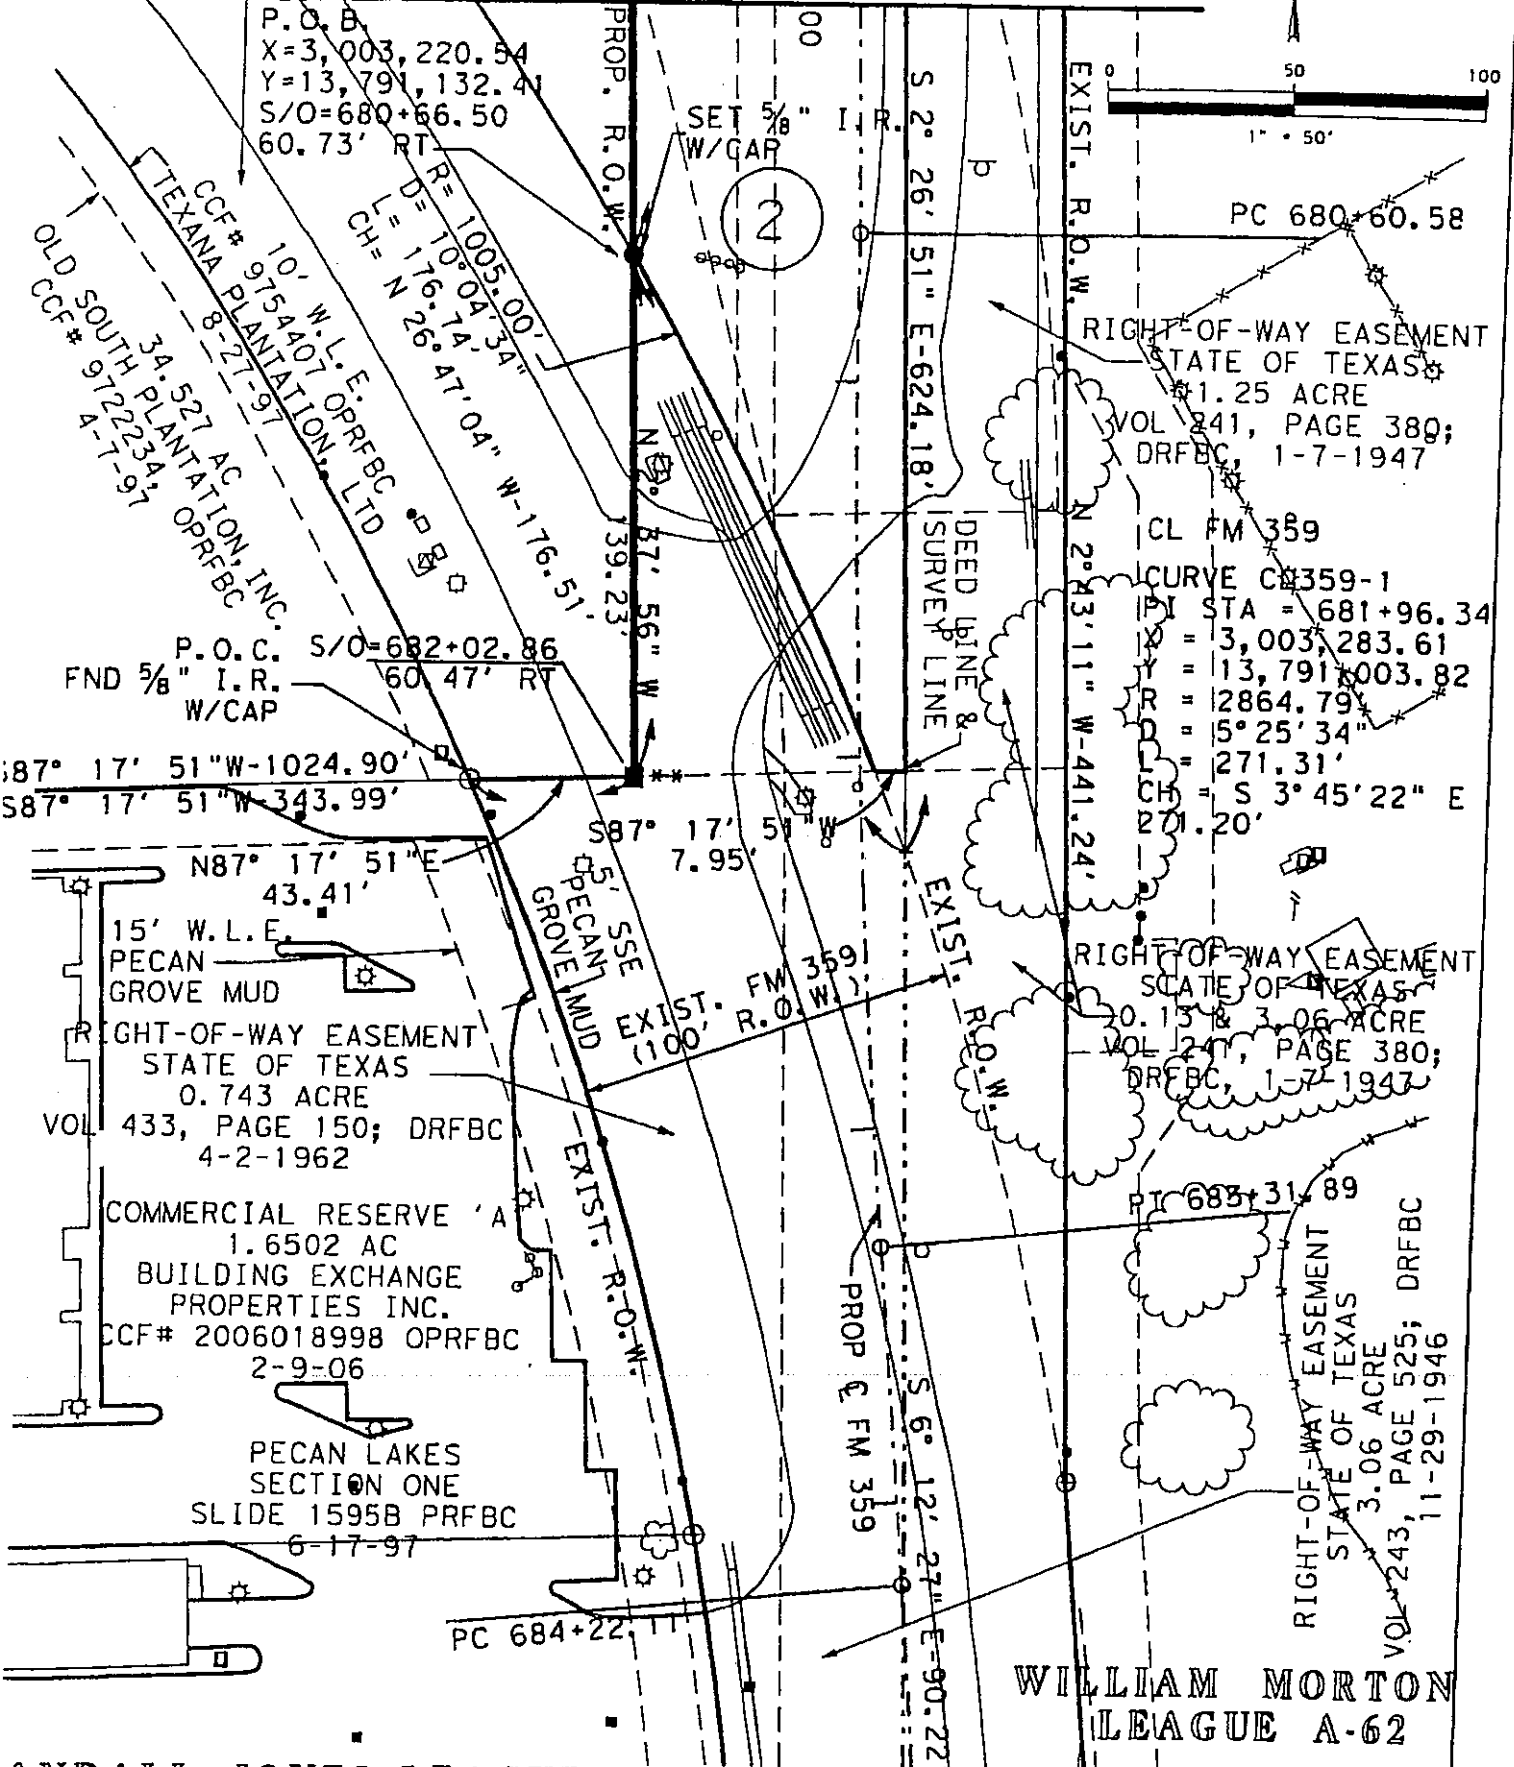 P.O.B.
X=3,003,220.54
Y=13,791,132.41
S/O=680+66.50
60.73' RT
PROP. R.O.W.
SET 5/8" I.R.
W/CAP
00
2
S 2° 26' 51" E-624.18'
EXIST. R.O.W.
0 50 100
1" = 50'
PC 680+60.58
RIGHT-OF-WAY EASEMENT
STATE OF TEXAS
1.25 ACRE
VOL 241, PAGE 380;
DRFBC, 1-7-1947
CL FM 359
CURVE CL359-1
PI STA = 681+96.34
X = 3,003,283.61
Y = 13,791,003.82
R = 2864.79'
D = 5°25'34"
L = 271.31'
CH = S 3°45'22" E
271.20'
R= 1005.00'
D= 10°04'34"
L= 176.74'
CH= N 26°47'04" W-176.51'
10' W.L.E.
CCF# 9754407 OPRFBC
TEXANA PLANTATION, LTD
8-27-97
34.527 AC
OLD SOUTH PLANTATION, INC.
CCF# 9722234, OPRFBC
4-7-97
37' 56" W
139.23'
DEED LINE &
SURVEY LINE
N 2°43'11" W-441.24'
P.O.C. S/O=682+02.86
60.47' RT
FND 5/8" I.R.
W/CAP
S87° 17' 51"W-1024.90'
S87° 17' 51"W-343.99'
N87° 17' 51"E
43.41'
S87° 17' 51"W
7.95'
15' W.L.E.
PECAN
GROVE MUD
5' SSE
PECAN
GROVE MUD
EXIST. FM 359
(100' R.O.W.)
EXIST. R.O.W.
RIGHT-OF-WAY EASEMENT
STATE OF TEXAS
0.13 & 3.06 ACRE
VOL 241, PAGE 380;
DRFBC, 1-7-1947
RIGHT-OF-WAY EASEMENT
STATE OF TEXAS
0.743 ACRE
VOL 433, PAGE 150; DRFBC
4-2-1962
EXIST. R.O.W.
COMMERCIAL RESERVE 'A
1.6502 AC
BUILDING EXCHANGE
PROPERTIES INC.
CCF# 2006018998 OPRFBC
2-9-06
PT 683+31.89
PROP ℄ FM 359
RIGHT-OF-WAY EASEMENT
STATE OF TEXAS
3.06 ACRE
VOL 243, PAGE 525; DRFBC
11-29-1946
PECAN LAKES
SECTION ONE
SLIDE 1595B PRFBC
6-17-97
S 6° 12' 27" E-90.22
PC 684+22.11
WILLIAM MORTON
LEAGUE A-62